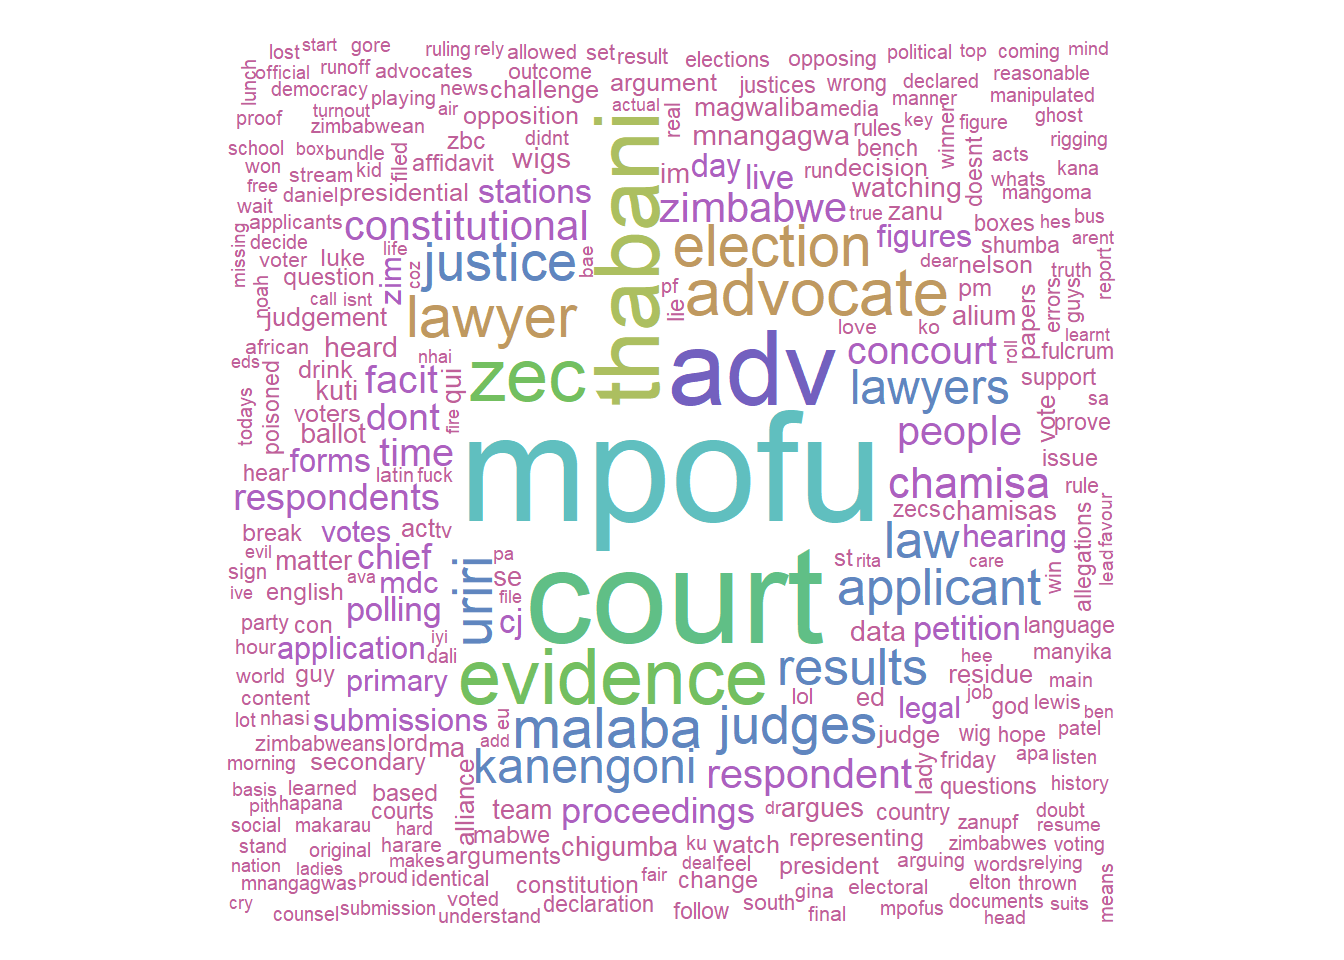 lost start gore ruling rely allowed set result elections opposing political top coming mind
lunch official runoff advocates outcome argument justices wrong declared reasonable
democracy playing news challenge actual magwaliba media manner manipulated
proof turnout air opposition real mnangagwa rules key figure ghost
zimbabwean zbc didnt bench winner rigging
school box bundle filed affidavit wigs thabani im day live run decision doesnt acts kana
won stream kid whats
free daniel presidential stations zimbabwe watching mangoma
wait applicants constitutional true zanu figures boxes hes bus
missing decide life justice bae election shumba arent
voter luke zim coz dear nelson truth report
noah question pf advocate pm errors guys
call isnt lie papers
judgement lawyer love ko alium learnt
african heard nhai adv concourt roll fulcrum
eds drink facit qui zec lawyers support
poisoned kuti sa
todays voters dont fire people vote prove
ballot time
forms issue
hear latin fuck mpofu chamisa rule
respondents zecs chamisas favour
break votes act tv law hearing allegations lead
evil matter chief pa st rita care win
sign ava mdc uriri se court applicant
ive english file
polling cj data petition language
party con iyi
hour application dali hee manyika
world guy primary evidence results residue main
content lol ed job god lewis
lot nhasi submissions eu legal ben
zimbabweans lord ma add malaba judges judge wig hope patel
morning secondary kanengoni respondent lady friday apa listen
basis learned based questions history
pith hapana alliance team proceedings dr argues country doubt
social makarau courts zanupf resume
stand original hard harare mabwe chigumba ku watch representing zimbabwes voting
nation ladies makes arguments deal feel president arguing words relying
mnangagwas proud identical constitution fair change gina electoral elton thrown means
cry voted declaration south mpofus documents suits
counsel submission understand follow final head